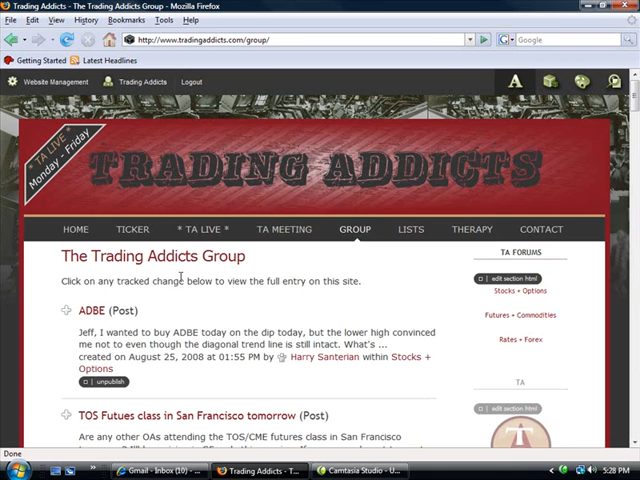 Trading Addicts - The Trading Addicts Group - Mozilla Firefox
File Edit View History Bookmarks Tools Help
http://www.tradingaddicts.com/group/
Google
Getting Started Latest Headlines
Website Management Trading Addicts Logout
A
* TA LIVE *
Monday - Friday
TRADING ADDICTS
HOME TICKER * TA LIVE * TA MEETING GROUP LISTS THERAPY CONTACT
The Trading Addicts Group
Click on any tracked change below to view the full entry on this site.
ADBE (Post)
Jeff, I wanted to buy ADBE today on the dip today, but the lower high convinced
me not to even though the diagonal trend line is still intact. What's ...
created on August 25, 2008 at 01:55 PM by Harry Santerian within Stocks +
Options
unpublish
TOS Futues class in San Francisco tomorrow (Post)
Are any other OAs attending the TOS/CME futures class in San Francisco
TA FORUMS
edit section html
Stocks + Options
Futures + Commodities
Rates + Forex
TA
edit section html
T
Done
Gmail - Inbox (10) - ...
Trading Addicts - T...
Camtasia Studio - U...
5:28 PM